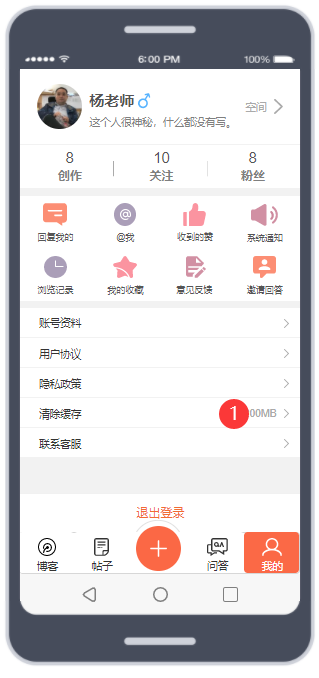 6:00 PM 100%
杨老师
空间
这个人很神秘，什么都没有写。
8 10 8
创作 关注 粉丝
回复我的 @我 收到的赞 系统通知
浏览记录 我的收藏 意见反馈 邀请回答
账号资料
用户协议
隐私政策
清除缓存 1 00MB
联系客服
退出登录
博客 帖子 问答 我的